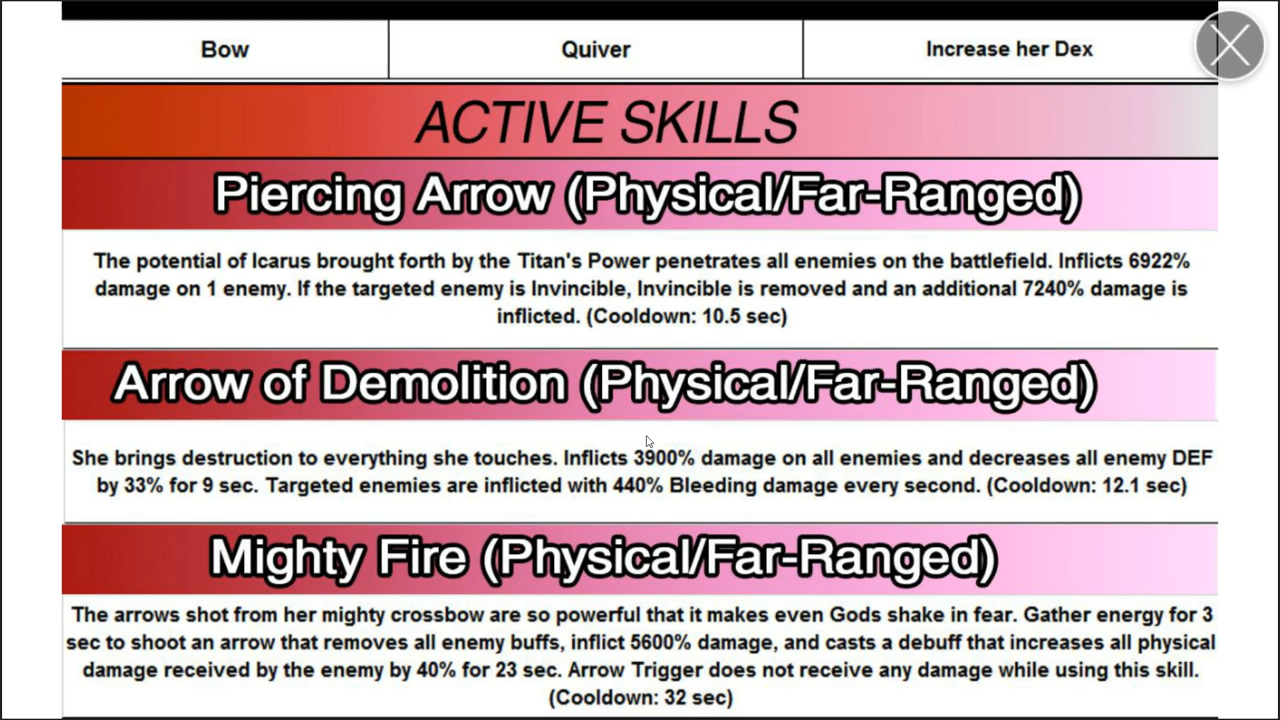 Bow Quiver Increase her Dex
ACTIVE SKILLS
Piercing Arrow (Physical/Far-Ranged)
The potential of Icarus brought forth by the Titan's Power penetrates all enemies on the battlefield. Inflicts 6922%
damage on 1 enemy. If the targeted enemy is Invincible, Invincible is removed and an additional 7240% damage is
inflicted. (Cooldown: 10.5 sec)
Arrow of Demolition (Physical/Far-Ranged)
She brings destruction to everything she touches. Inflicts 3900% damage on all enemies and decreases all enemy DEF
by 33% for 9 sec. Targeted enemies are inflicted with 440% Bleeding damage every second. (Cooldown: 12.1 sec)
Mighty Fire (Physical/Far-Ranged)
The arrows shot from her mighty crossbow are so powerful that it makes even Gods shake in fear. Gather energy for 3
sec to shoot an arrow that removes all enemy buffs, inflict 5600% damage, and casts a debuff that increases all physical
damage received by the enemy by 40% for 23 sec. Arrow Trigger does not receive any damage while using this skill.
(Cooldown: 32 sec)